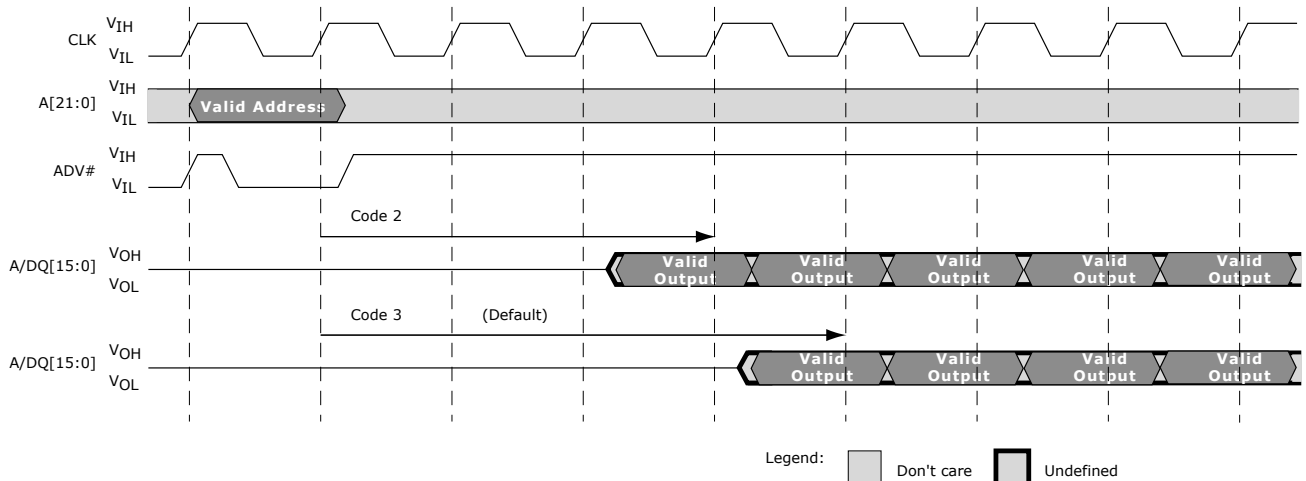 CLK VIH
VIL
A[21:0] VIH
VIL
Valid Address
ADV# VIH
VIL
Code 2
A/DQ[15:0] VOH
VOL
Valid Output
Valid Output
Valid Output
Valid Output
Valid Output
Code 3 (Default)
A/DQ[15:0] VOH
VOL
Valid Output
Valid Output
Valid Output
Valid Output
Legend: Don't care Undefined